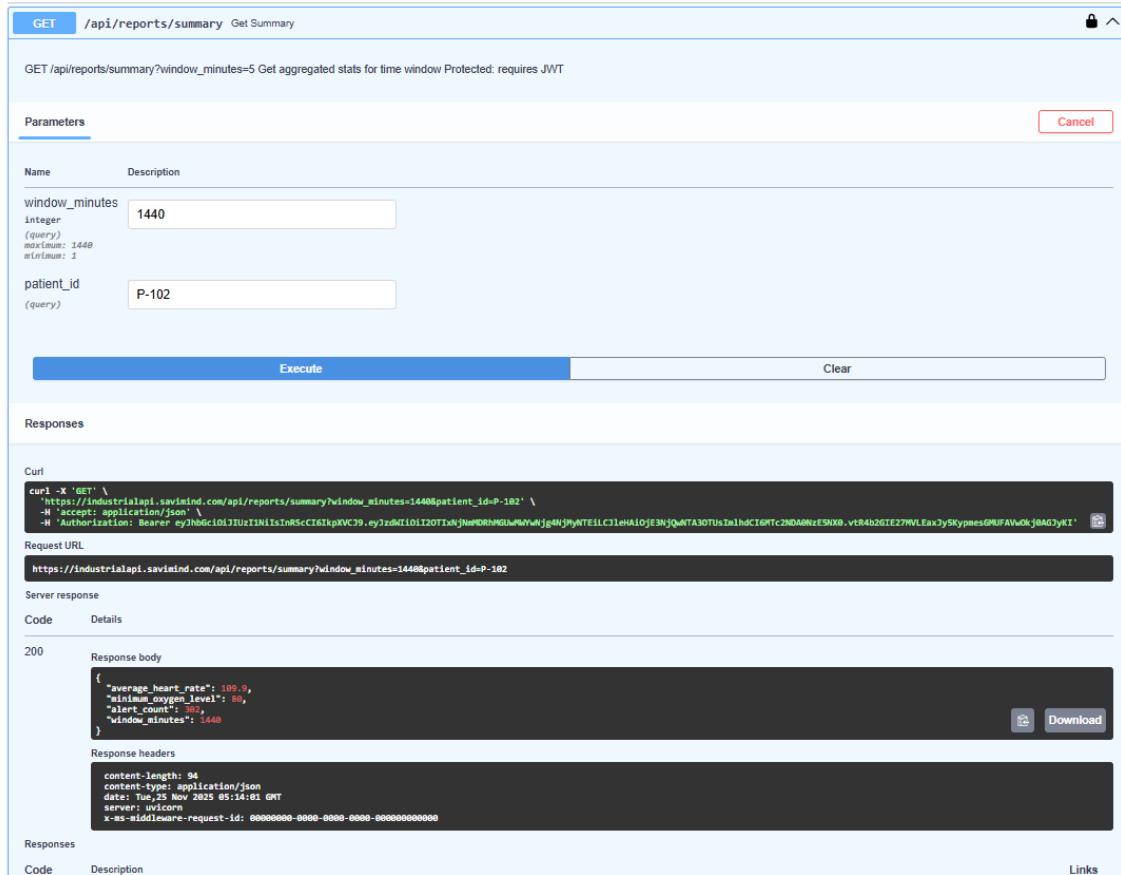 GET /api/reports/summary Get Summary
GET /api/reports/summary?window_minutes=5 Get aggregated stats for time window Protected: requires JWT
Parameters
Cancel
Name Description
window_minutes
integer
(query)
maximum: 1440
minimum: 1
1440
patient_id
(query)
P-102
Execute
Clear
Responses
Curl
curl -X 'GET' \
'https://industrialapi.savimind.com/api/reports/summary?window_minutes=1440&patient_id=P-102' \
-H 'accept: application/json' \
-H 'Authorization: Bearer
Request URL
https://industrialapi.savimind.com/api/reports/summary?window_minutes=1440&patient_id=P-102
Server response
Code Details
200
Response body
{
"average_heart_rate": 109.9,
"minimum_oxygen_level": 80,
"alert_count": 302,
"window_minutes": 1440
}
Download
Response headers
content-length: 94
content-type: application/json
date: Tue,25 Nov 2025 05:14:01 GMT
server: uvicorn
x-ms-middleware-request-id: 00000000-0000-0000-0000-000000000000
Responses
Code Description Links